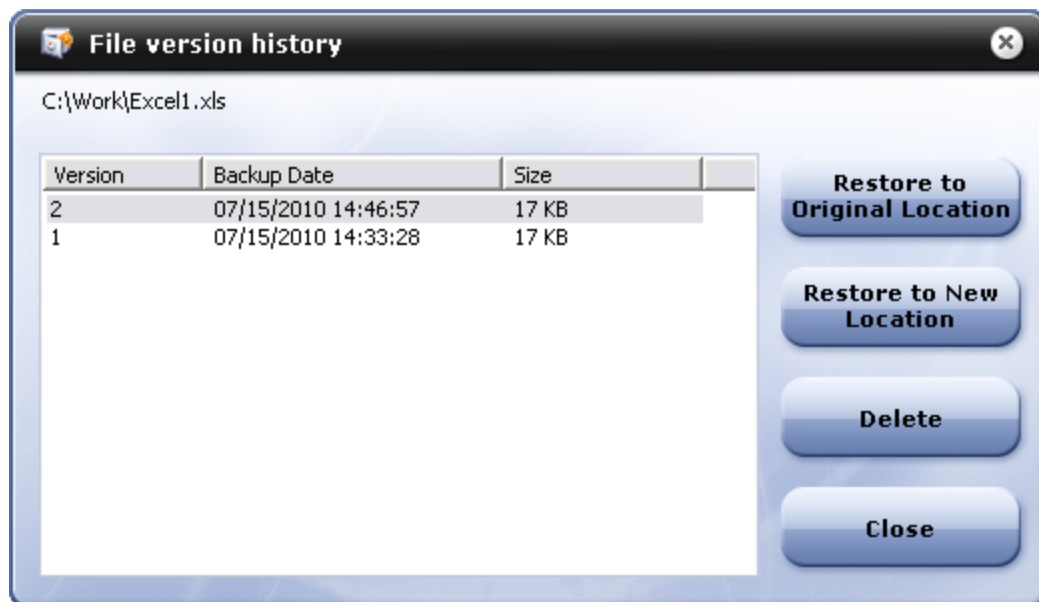 File version history
C:\Work\Excel1.xls
Version Backup Date Size
2 07/15/2010 14:46:57 17 KB
1 07/15/2010 14:33:28 17 KB
Restore to
Original Location
Restore to New
Location
Delete
Close